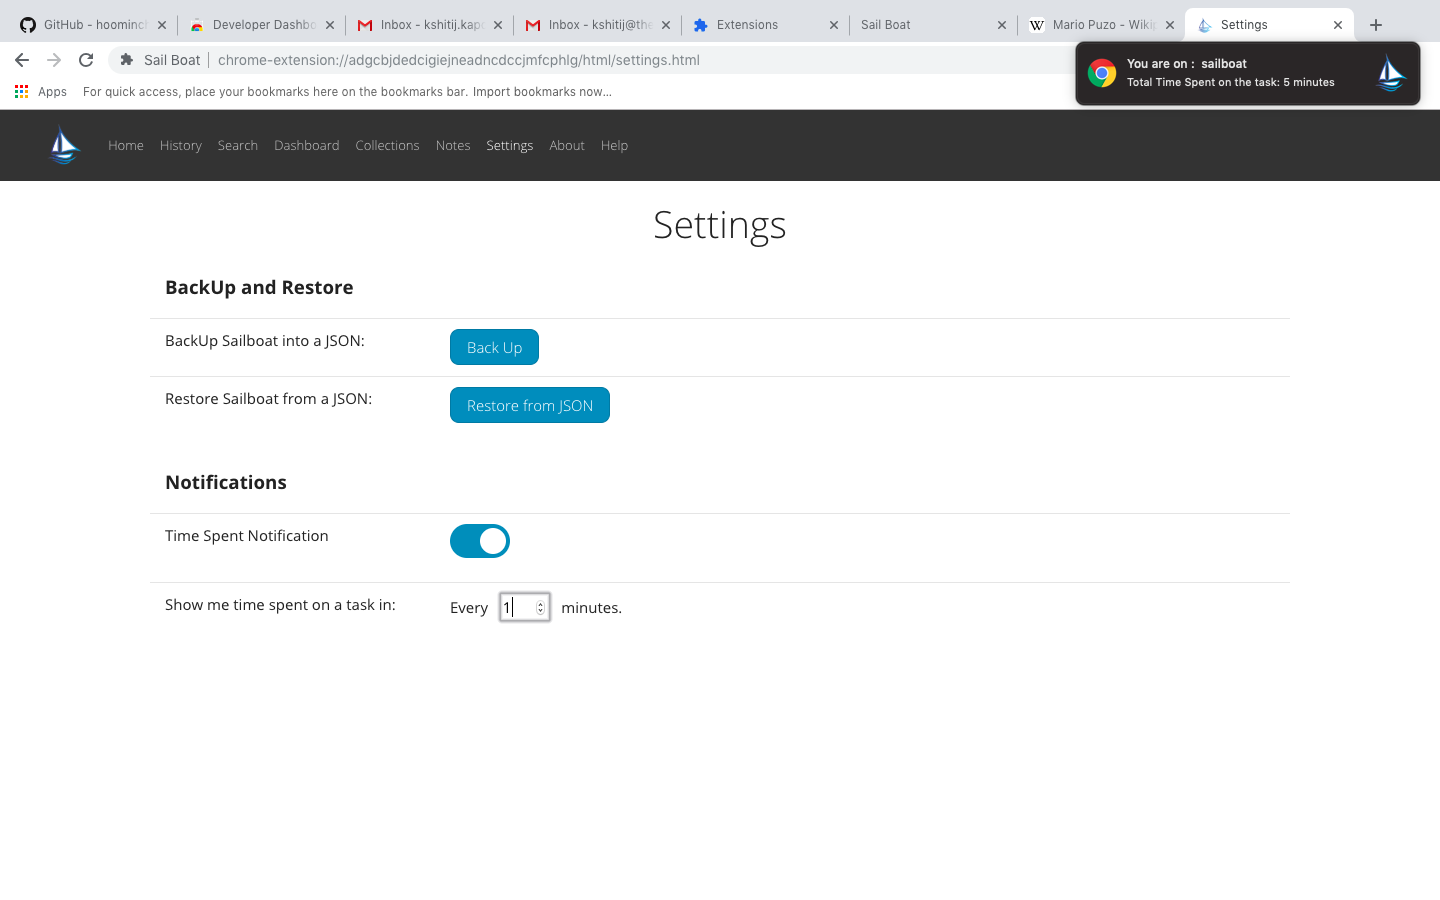 GitHub - hoominch
Developer Dashbo
Inbox - kshitij.kapo
Inbox - kshitij@the
Extensions
Sail Boat
Mario Puzo - Wikip
Settings
Sail Boat
chrome-extension://adgcbjdedcigiejneadncdccjmfcphlg/html/settings.html
You are on : sailboat
Total Time Spent on the task: 5 minutes
Apps
For quick access, place your bookmarks here on the bookmarks bar. Import bookmarks now...
Home History Search Dashboard Collections Notes Settings About Help
Settings
BackUp and Restore
BackUp Sailboat into a JSON:
Back Up
Restore Sailboat from a JSON:
Restore from JSON
Notifications
Time Spent Notification
Show me time spent on a task in:
Every 1 minutes.